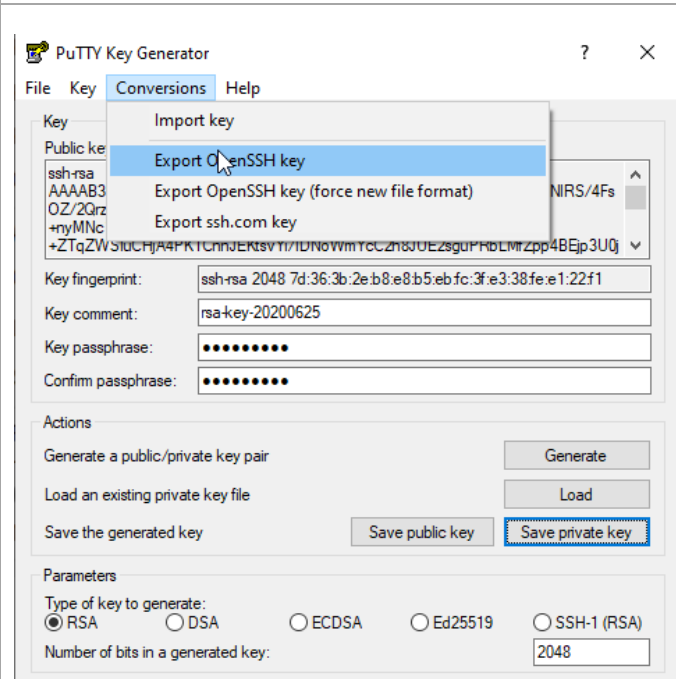 PuTTY Key Generator
?
File Key Conversions Help
Import key
Export OpenSSH key
Export OpenSSH key (force new file format)
Export ssh.com key
Key
Public ke
ssh-rsa
AAAAB3 NIRS/4Fs
OZ/2Qrz
+nyMNc
Key fingerprint: ssh-rsa 2048 7d:36:3b:2e:b8:e8:b5:eb:fc:3f:e3:38:fe:e1:22:f1
Key comment: rsa-key-20200625
Key passphrase: ●●●●●●●●●
Confirm passphrase: ●●●●●●●●●
Actions
Generate a public/private key pair Generate
Load an existing private key file Load
Save the generated key Save public key Save private key
Parameters
Type of key to generate:
RSA DSA ECDSA Ed25519 SSH-1 (RSA)
Number of bits in a generated key: 2048